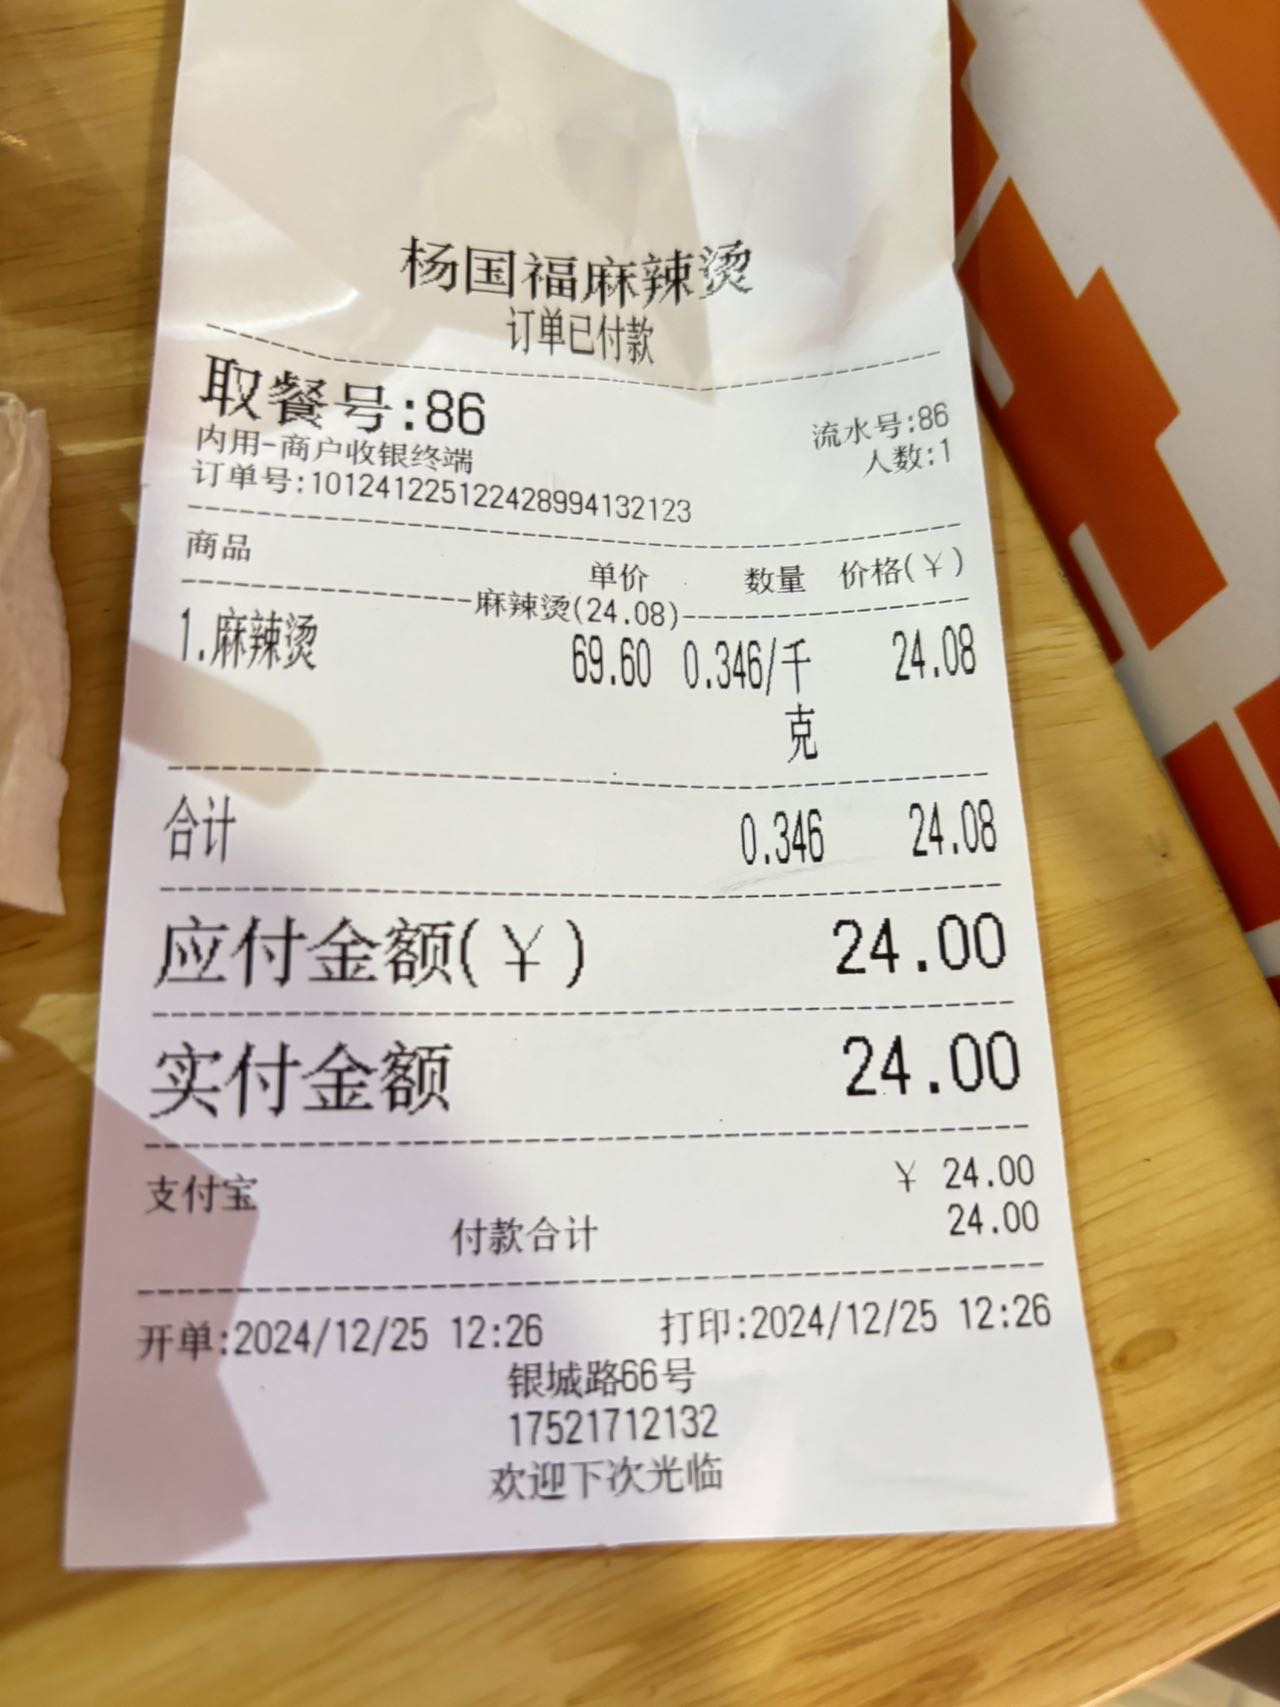 杨国福麻辣烫
订单已付款
取餐号:86
流水号:86
内用-商户收银终端
人数:1
订单号:10124122512242899413​2123
商品 单价 数量 价格(￥)
麻辣烫(24.08)
1.麻辣烫 69.60 0.346/千克 24.08
合计 0.346 24.08
应付金额(￥) 24.00
实付金额 24.00
支付宝 ￥ 24.00
付款合计 24.00
开单:2024/12/25 12:26 打印:2024/12/25 12:26
银城路66号
17521712132
欢迎下次光临